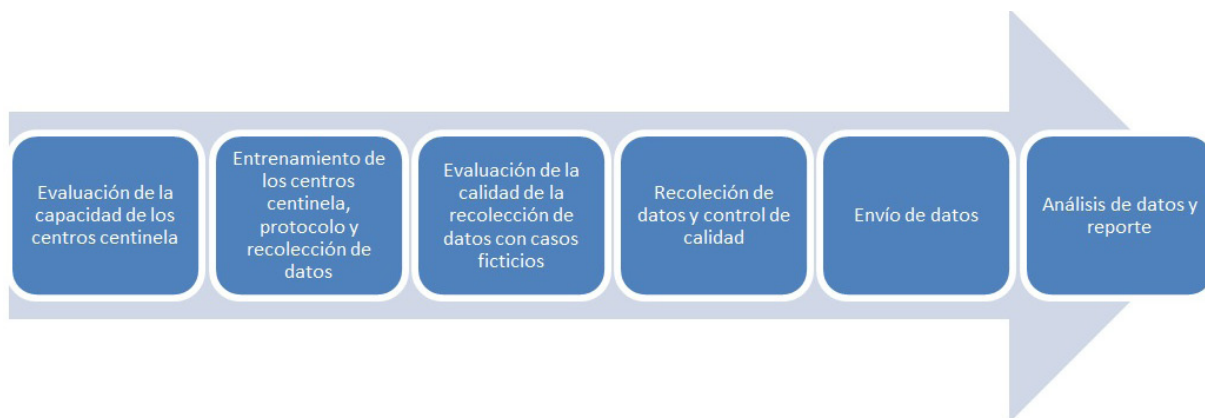 Evaluación de la
capacidad de los
centros centinela
Entrenamiento de
los centros
centinela,
protocolo y
recolección de
datos
Evaluación de la
calidad de la
recolección de
datos con casos
ficticios
Recoleción de
datos y control de
calidad
Envío de datos
Análisis de datos y
reporte